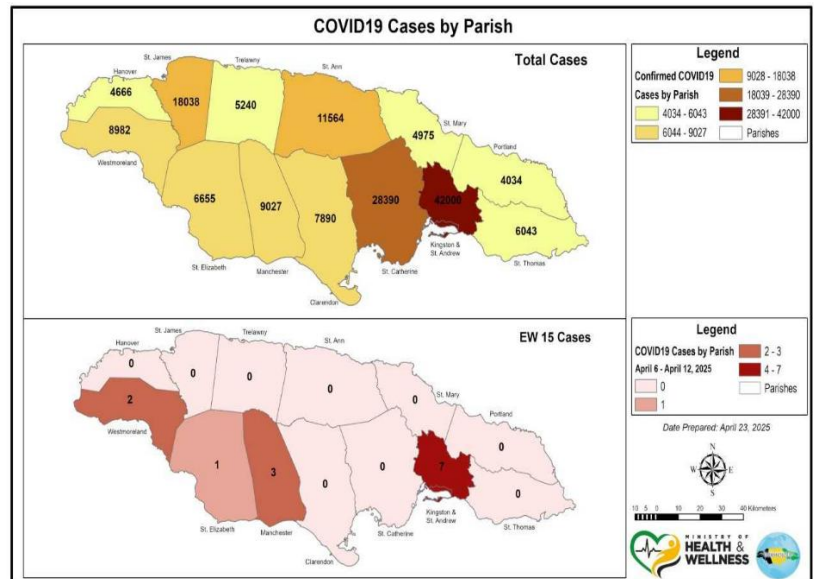 COVID19 Cases by Parish
Total Cases
St. James
Trelawny
St. Ann
Hanover
4666
18038
5240
11564
St. Mary
4975
8982
Portland
Westmoreland
4034
6655
9027
7890
28390
42000
6043
Kingston &
St. Andrew
St. Thomas
St. Elizabeth
Manchester
St. Catherine
Clarendon
Legend
Confirmed COVID19
Cases by Parish
4034 - 6043
6044 - 9027
9028 - 18038
18039 - 28390
28391 - 42000
Parishes
EW 15 Cases
St. James
Trelawny
St. Ann
Hanover
0
0
0
0
St. Mary
0
2
Portland
Westmoreland
0
1
3
0
0
7
0
Kingston &
St. Andrew
St. Thomas
St. Elizabeth
Manchester
St. Catherine
Clarendon
Legend
COVID19 Cases by Parish
April 6 - April 12, 2025
0
1
2 - 3
4 - 7
Parishes
Date Prepared: April 23, 2025
N
W E
S
10 5 0 10 20 30 40 Kilometers
MINISTRY OF
HEALTH &
WELLNESS